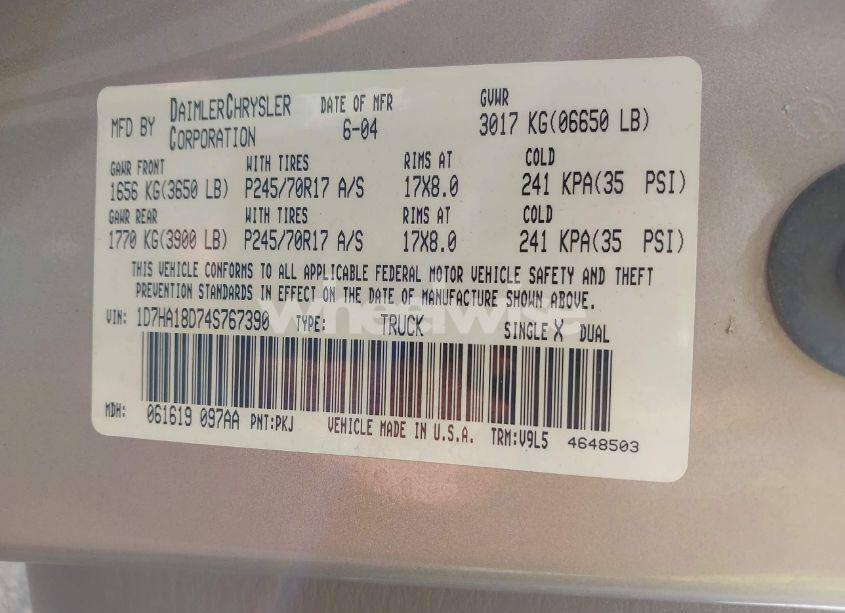 MFD BY DAIMLERCHRYSLER CORPORATION DATE OF MFR 6-04 GVWR 3017 KG(06650 LB)
GAWR FRONT WITH TIRES RIMS AT COLD
1656 KG(3650 LB) P245/70R17 A/S 17X8.0 241 KPA(35 PSI)
GAWR REAR WITH TIRES RIMS AT COLD
1770 KG(3900 LB) P245/70R17 A/S 17X8.0 241 KPA(35 PSI)
THIS VEHICLE CONFORMS TO ALL APPLICABLE FEDERAL MOTOR VEHICLE SAFETY AND THEFT
PREVENTION STANDARDS IN EFFECT ON THE DATE OF MANUFACTURE SHOWN ABOVE.
wheelwise
VIN: 1D7HA18D74S767390 TYPE: TRUCK SINGLE X DUAL
MDH: 061619 097AA PNT:PKJ VEHICLE MADE IN U.S.A. TRM:V9L5 4648503